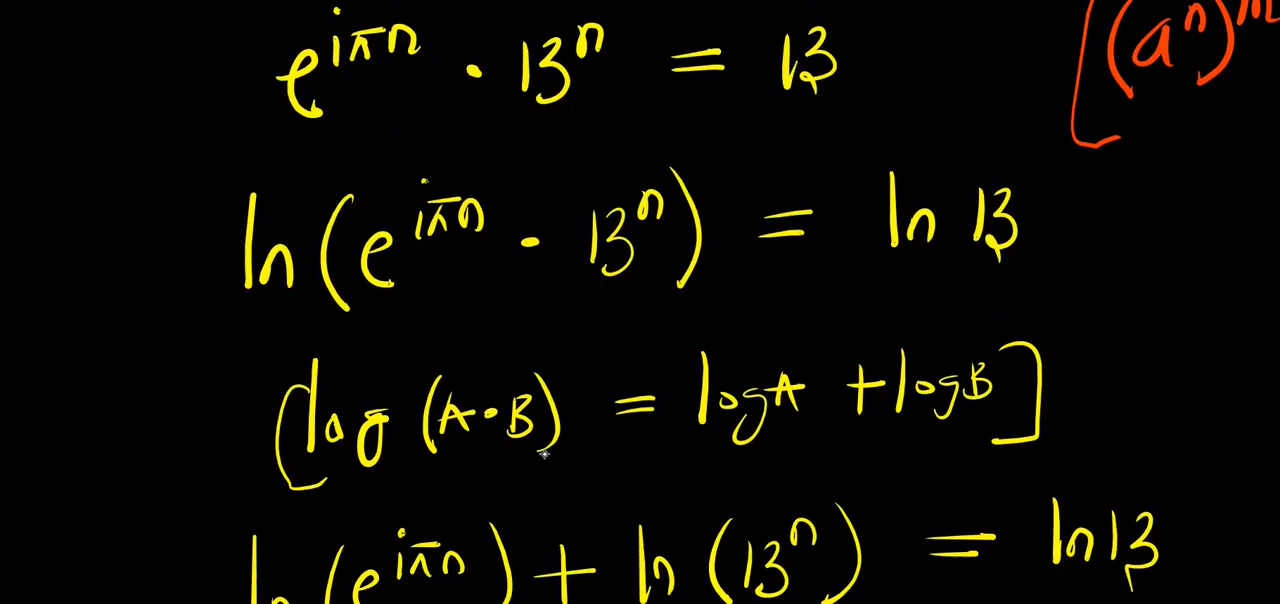 e^{iπn} · 13^n = 13
[(a^n)^m
ln(e^{iπn} · 13^n) = ln 13
[log (A·B) = logA + logB]
ln(e^{iπn}) + ln(13^n) = ln13